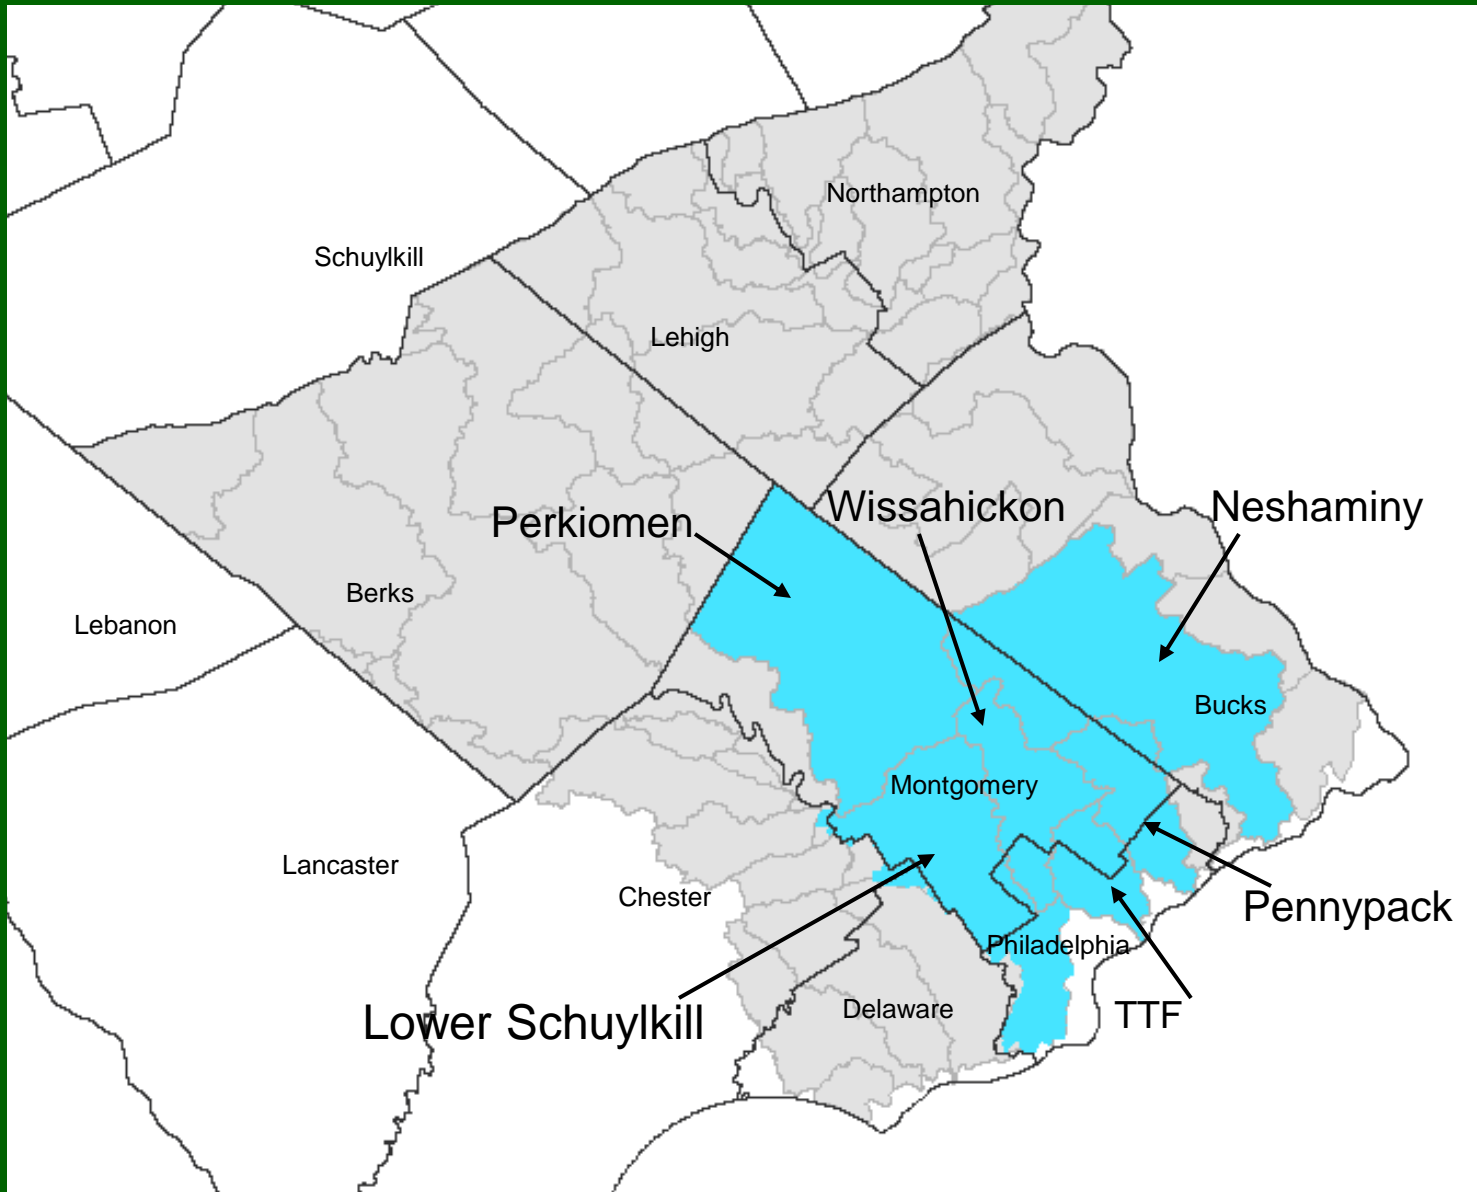 Northampton
Schuylkill
Lehigh
Wissahickon
Neshaminy
Perkiomen
Berks
Lebanon
Bucks
Montgomery
Lancaster
Chester
Pennypack
Philadelphia
Delaware
TTF
Lower Schuylkill